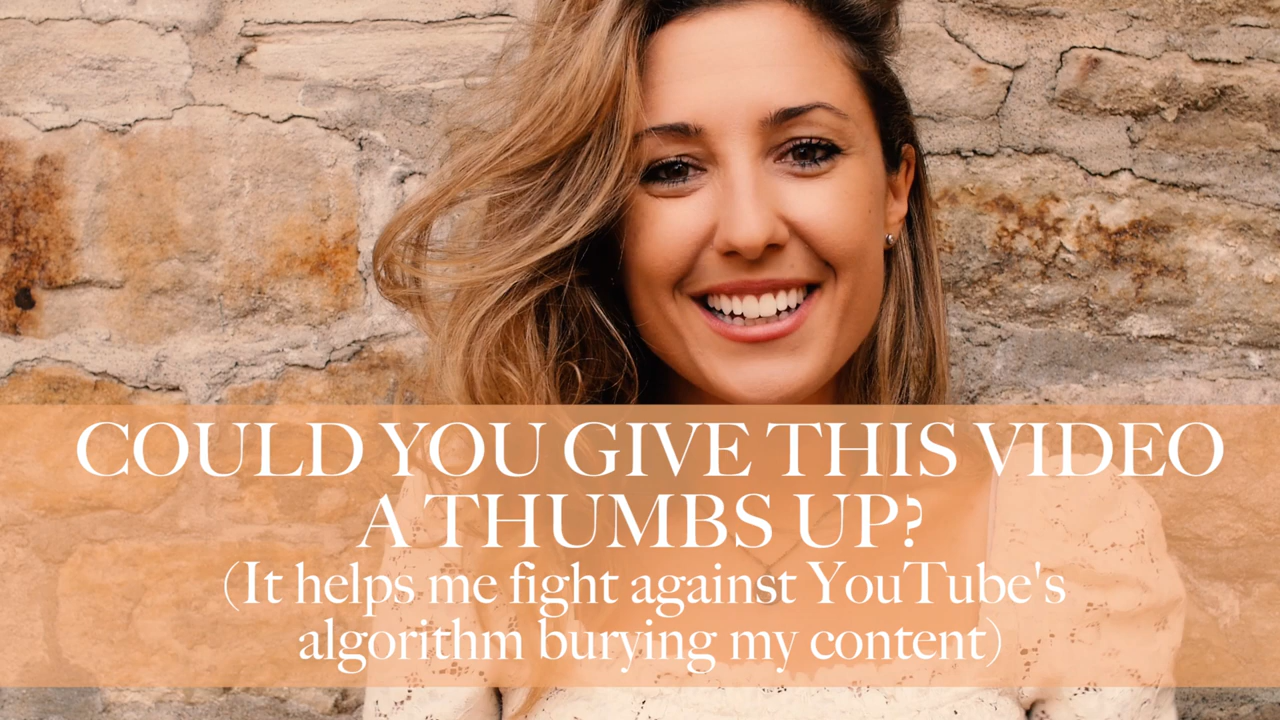 COULD YOU GIVE THIS VIDEO
A THUMBS UP?
(It helps me fight against YouTube's
algorithm burying my content)